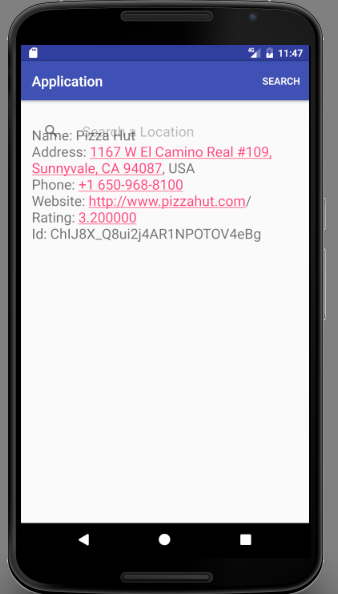 4G 11:47
Application SEARCH
Search a Location
Name: Pizza Hut
Address: 1167 W El Camino Real #109,
Sunnyvale, CA 94087, USA
Phone: +1 650-968-8100
Website: http://www.pizzahut.com/
Rating: 3.200000
Id: ChIJ8X_Q8ui2j4AR1NPOTOV4eBg